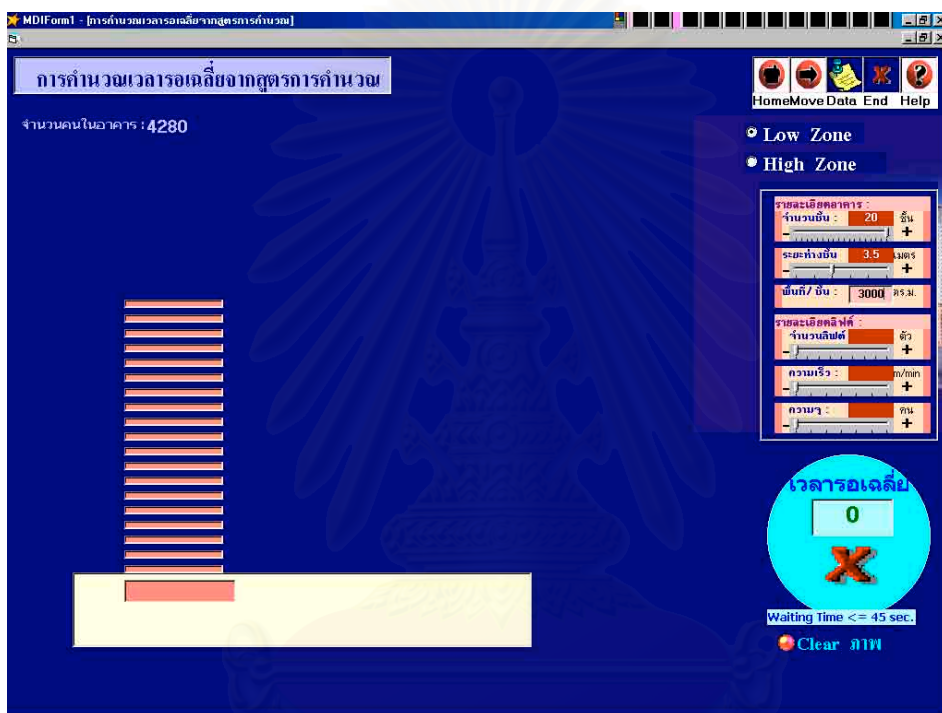 MDIForm1 - [การคำนวณเวลารอเฉลี่ยจากสูตรการคำนวณ]
การคำนวณเวลารอเฉลี่ยจากสูตรการคำนวณ
Home Move Data End Help
จำนวนคนในอาคาร : 4280
Low Zone
High Zone
รายละเอียดอาคาร :
จำนวนชั้น : 20 ชั้น
- +
ระยะห่างชั้น 3.5 เมตร
- +
พื้นที่/ ชั้น : 3000 ตร.ม.
รายละเอียดลิฟต์ :
จำนวนลิฟต์ ตัว
- +
ความเร็ว : m/min
- +
ความจุ : คน
- +
เวลารอเฉลี่ย
0
Waiting Time <= 45 sec.
Clear ภาพ